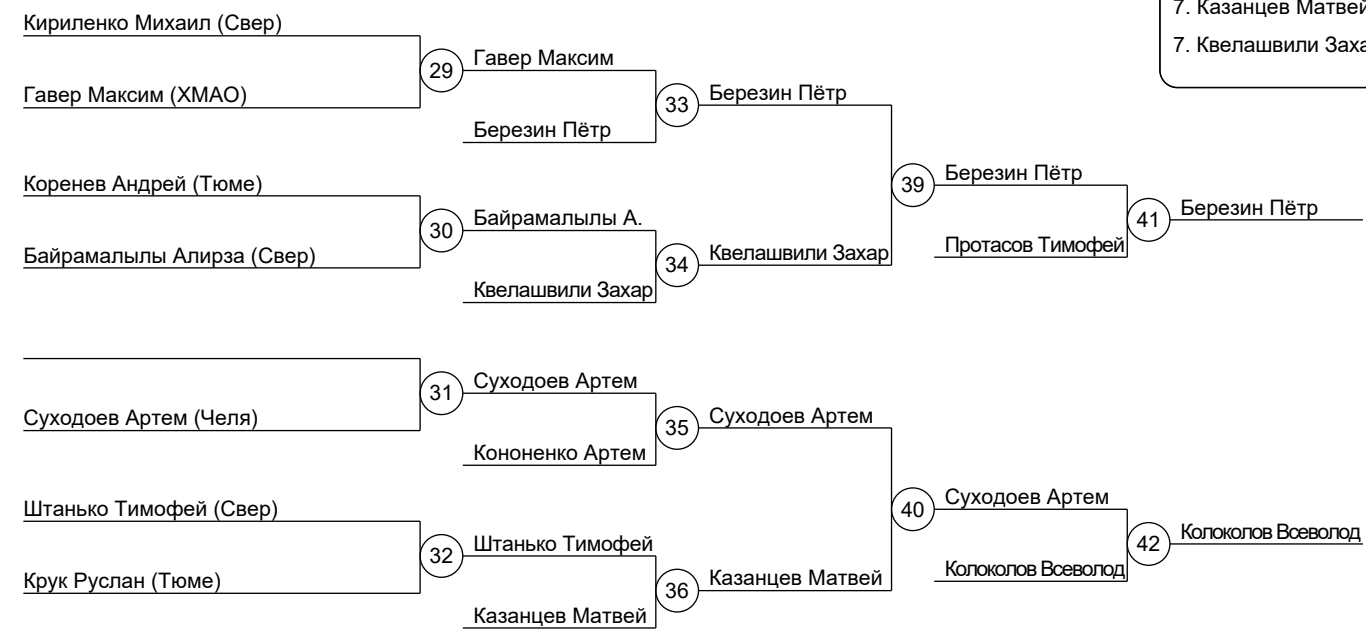 7. Казанцев Матвей
7. Квелашвили
Кириленко Михаил (Свер)
29
Гавер Максим
Гавер Максим (ХМАО)
33
Березин Пётр
Березин Пётр
Коренев Андрей (Тюме)
39
Березин Пётр
30
Байрамалылы А.
41
Березин Пётр
Байрамалылы Алирза (Свер)
34
Квелашвили Захар
Протасов Тимофей
Квелашвили Захар
31
Суходоев Артем
Суходоев Артем (Челя)
35
Суходоев Артем
Кононенко Артем
Штанько Тимофей (Свер)
40
Суходоев Артем
32
Штанько Тимофей
42
Колоколов Всеволод
Крук Руслан (Тюме)
36
Казанцев Матвей
Колоколов Всеволод
Казанцев Матвей